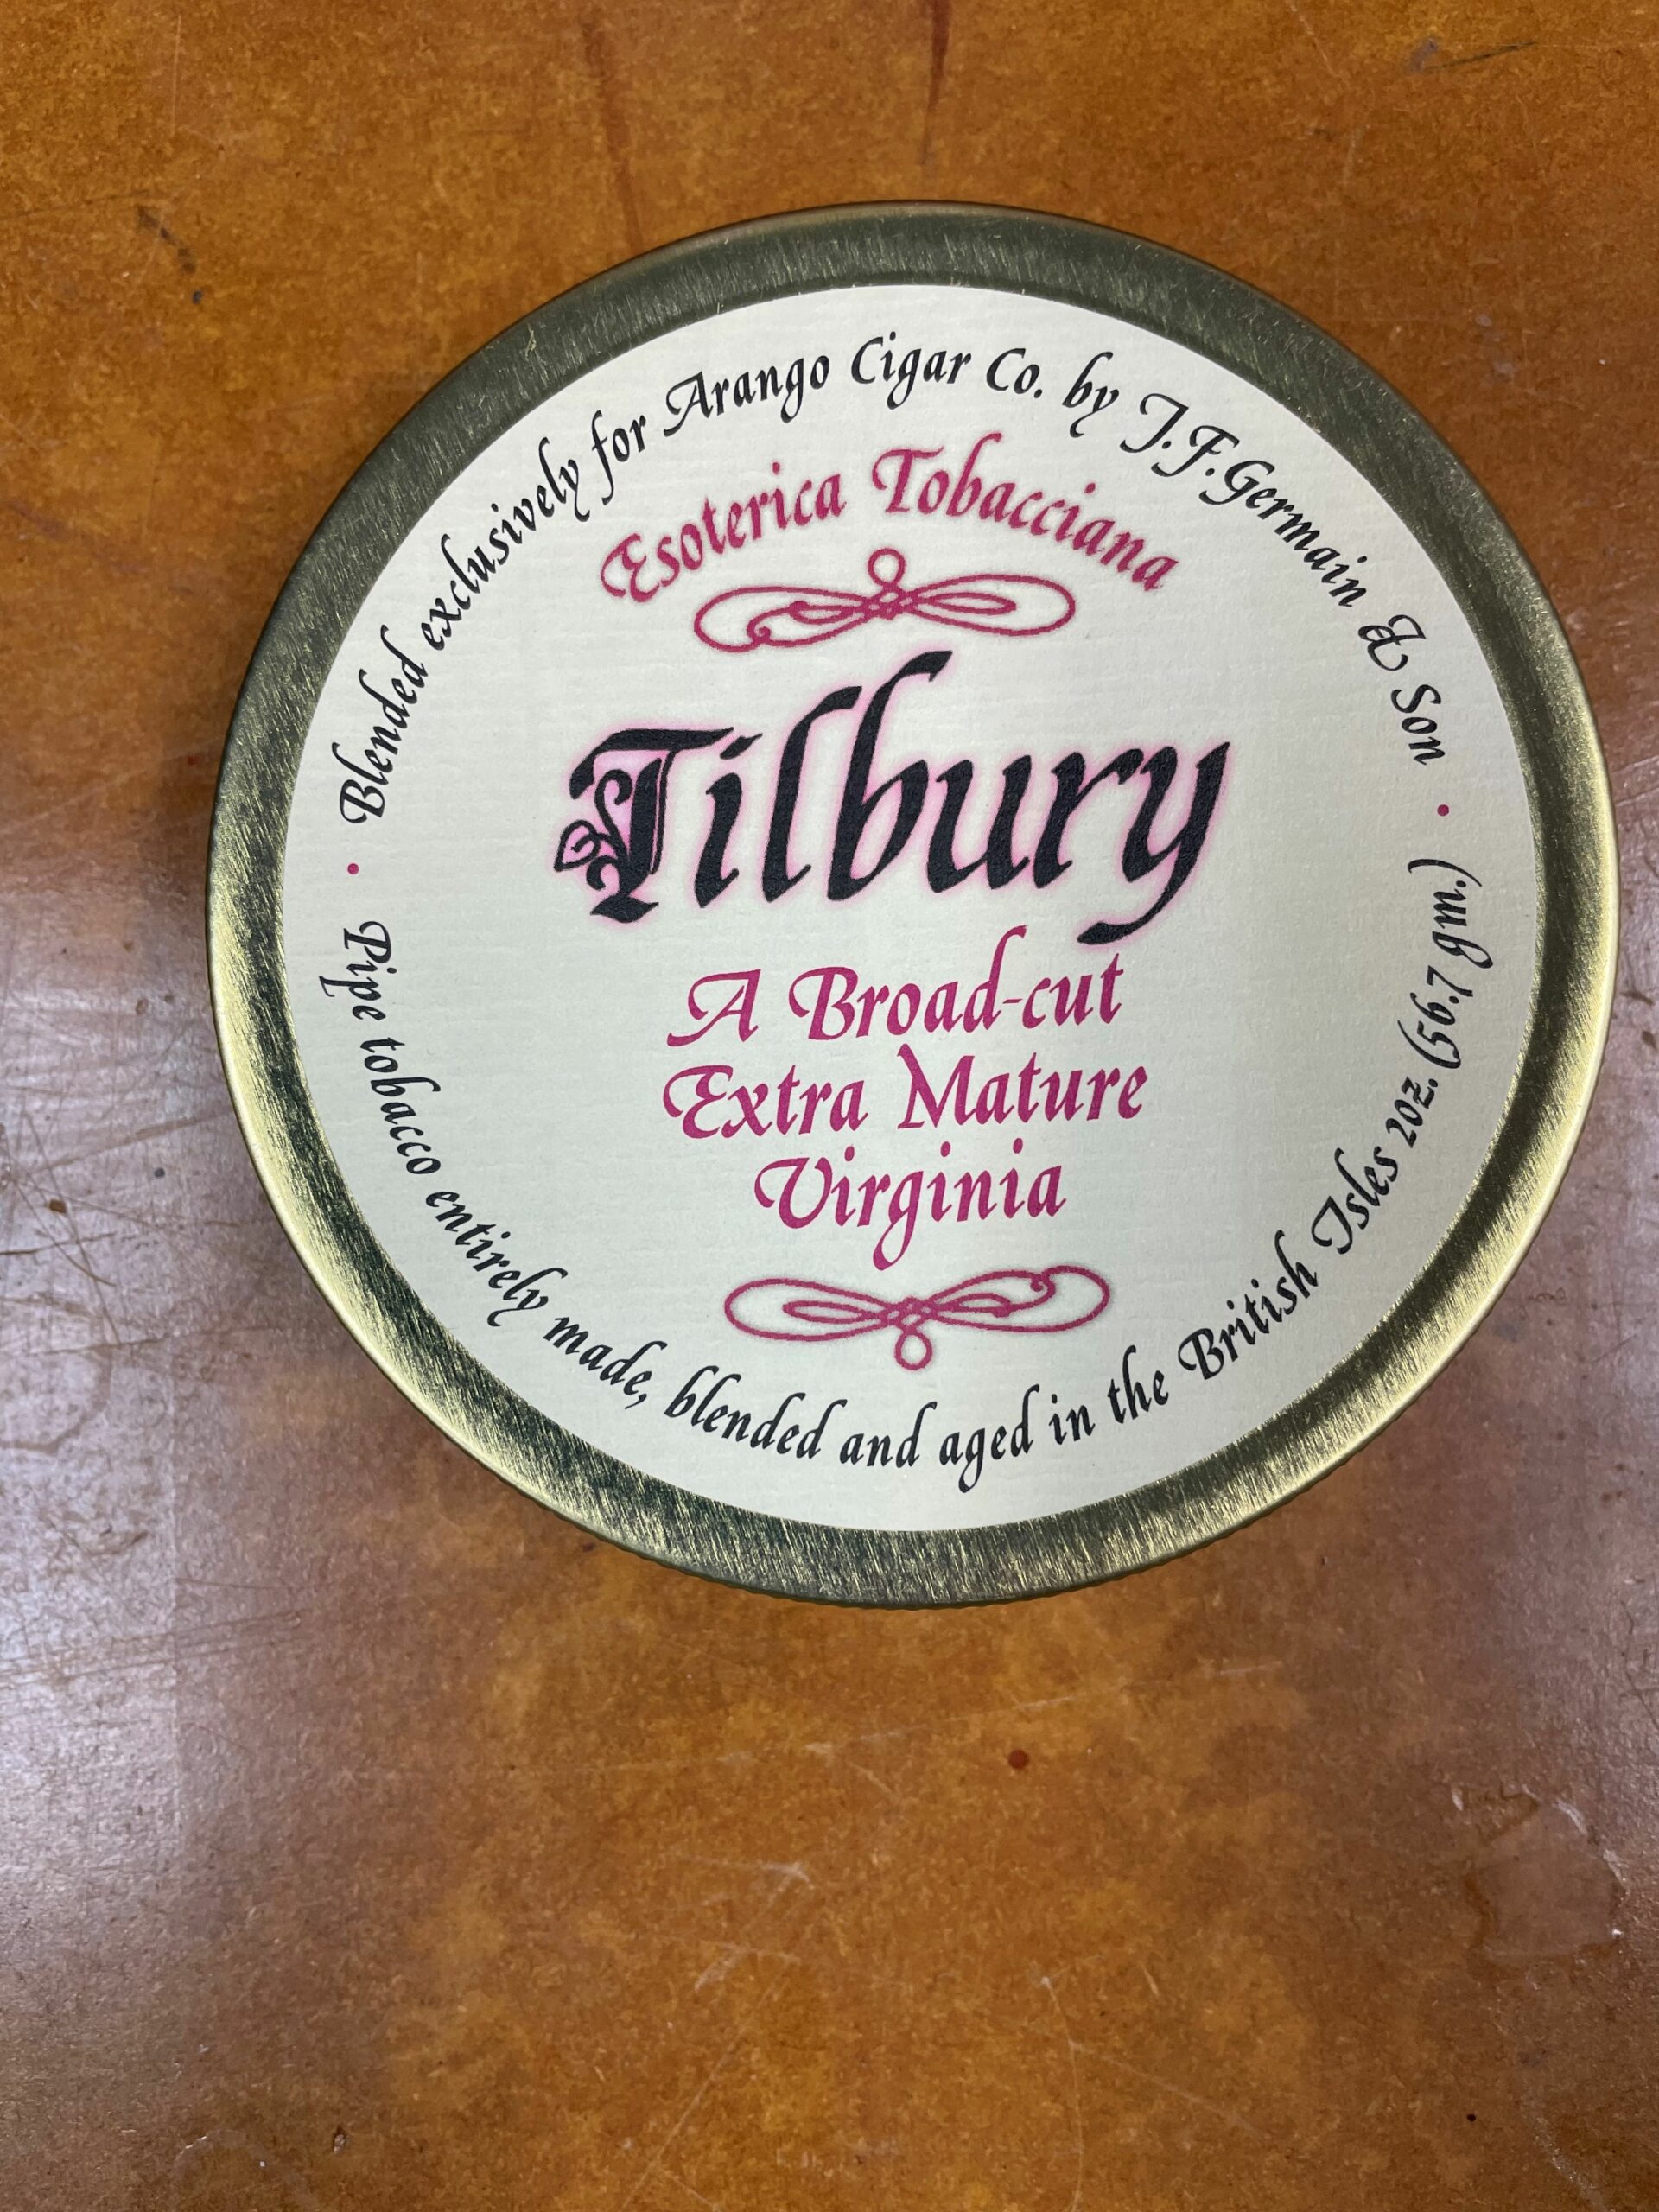 Blended exclusively for Arango Cigar Co. by J.F. Germain & Son
Esoterica Tobacciana
Tilbury
A Broad-cut
Extra Mature
Virginia
Pipe tobacco entirely made, blended and aged in the British Isles 2oz. (56.7 gm.)